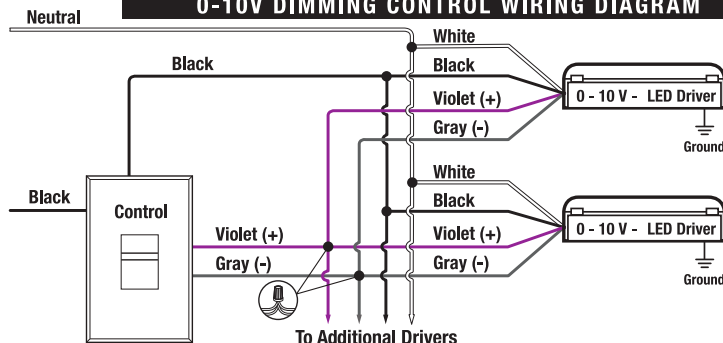 0-10V DIMMING CONTROL WIRING DIAGRAM
Neutral
White
Black
Black
Violet (+)
0 - 10 V - LED Driver
Gray (-)
Ground
White
Black
Black
Control
Violet (+)
Violet (+)
0 - 10 V - LED Driver
Gray (-)
Gray (-)
Ground
To Additional Drivers